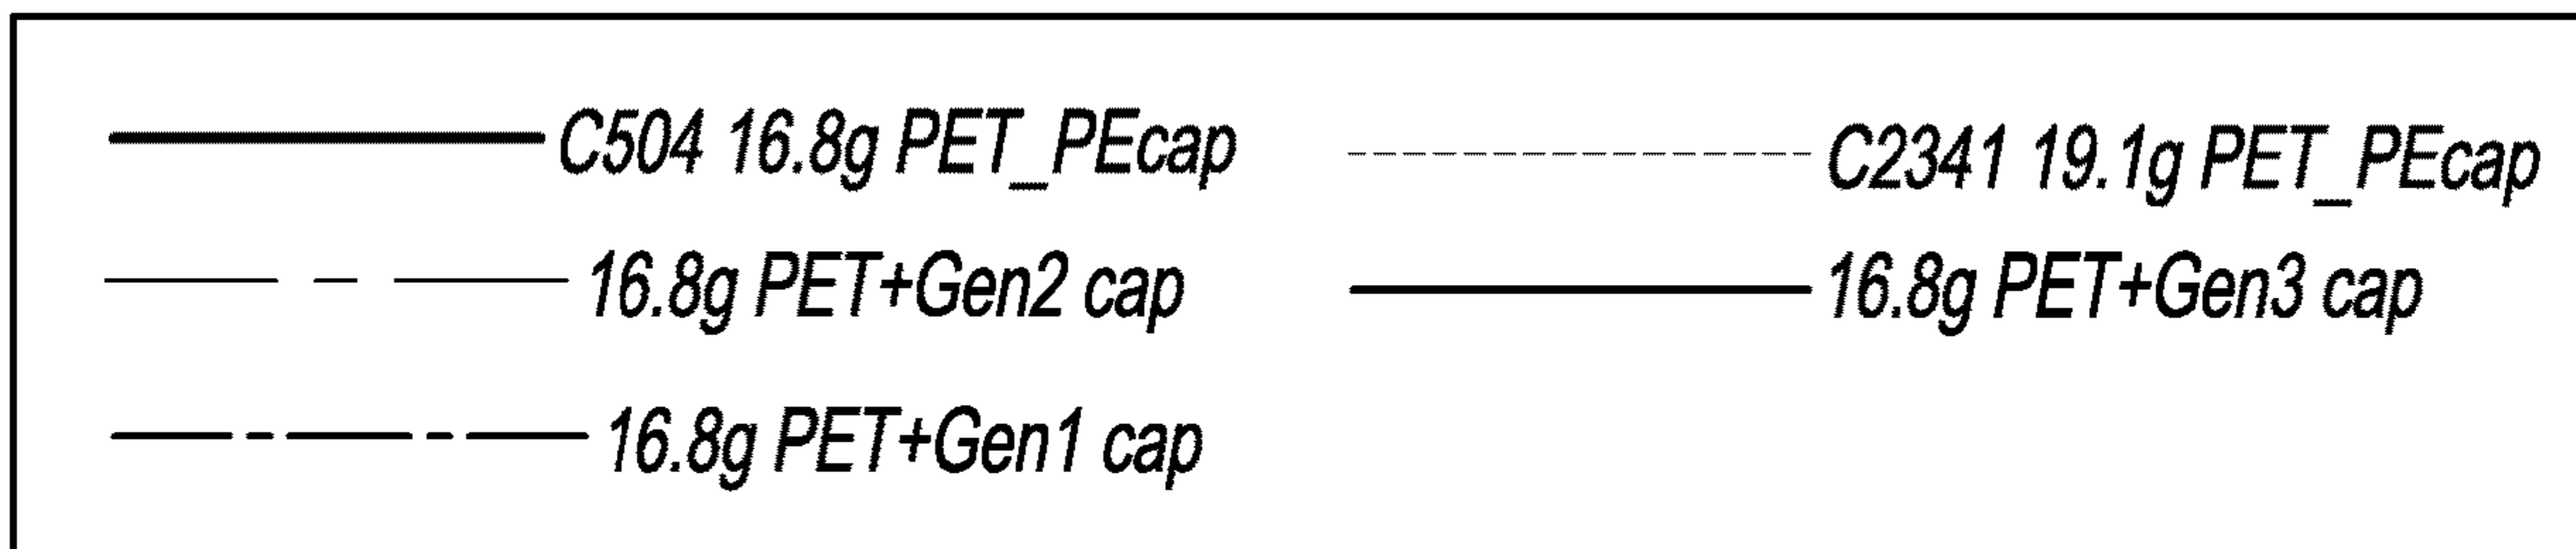 C504 16.8g PET_PEcap
C2341 19.1g PET_PEcap
16.8g PET+Gen2 cap
16.8g PET+Gen3 cap
16.8g PET+Gen1 cap